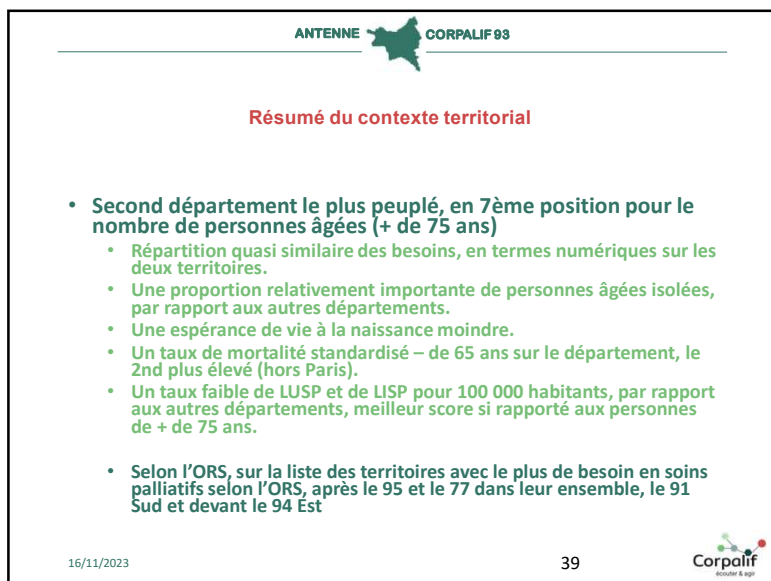 ANTENNE CORPALIF 93
Résumé du contexte territorial
• Second département le plus peuplé, en 7ème position pour le
nombre de personnes âgées (+ de 75 ans)
• Répartition quasi similaire des besoins, en termes numériques sur les
deux territoires.
• Une proportion relativement importante de personnes âgées isolées,
par rapport aux autres départements.
• Une espérance de vie à la naissance moindre.
• Un taux de mortalité standardisé – de 65 ans sur le département, le
2nd plus élevé (hors Paris).
• Un taux faible de LUSP et de LISP pour 100 000 habitants, par rapport
aux autres départements, meilleur score si rapporté aux personnes
de + de 75 ans.
• Selon l'ORS, sur la liste des territoires avec le plus de besoin en soins
palliatifs selon l'ORS, après le 95 et le 77 dans leur ensemble, le 91
Sud et devant le 94 Est
16/11/2023
39
Corpalif
écouter & agir